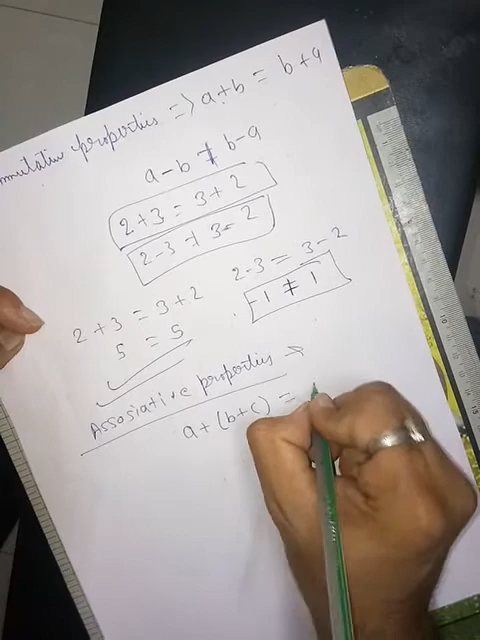 mmutativ properties => a+b = b+a
a-b ≠ b-a
2+3 = 3+2
2-3 ≠ 3-2
2-3 = 3-2
-1 ≠ 1
2+3 = 3+2
5 = 5
Assosiative properties →
a+(b+c) =